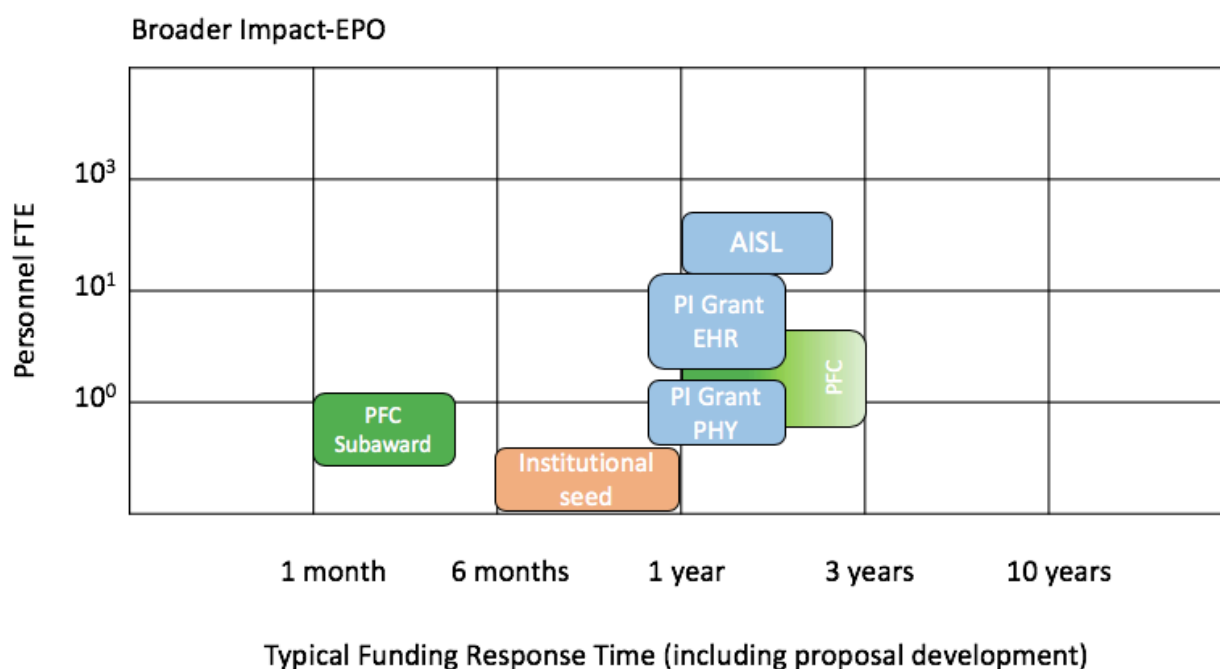 Broader Impact-EPO
Personnel FTE
10³
10¹
10⁰
AISL
PI Grant
EHR
PFC
PI Grant
PHY
PFC
Subaward
Institutional
seed
1 month
6 months
1 year
3 years
10 years
Typical Funding Response Time (including proposal development)